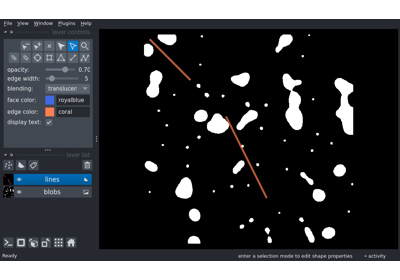 File View Window Plugins Help
layer controls
opacity: 0.70
edge width: 5
blending: translucen
face color: royalblue
edge color: coral
display text:
layer list
lines
blobs
Ready enter a selection mode to edit shape properties activity